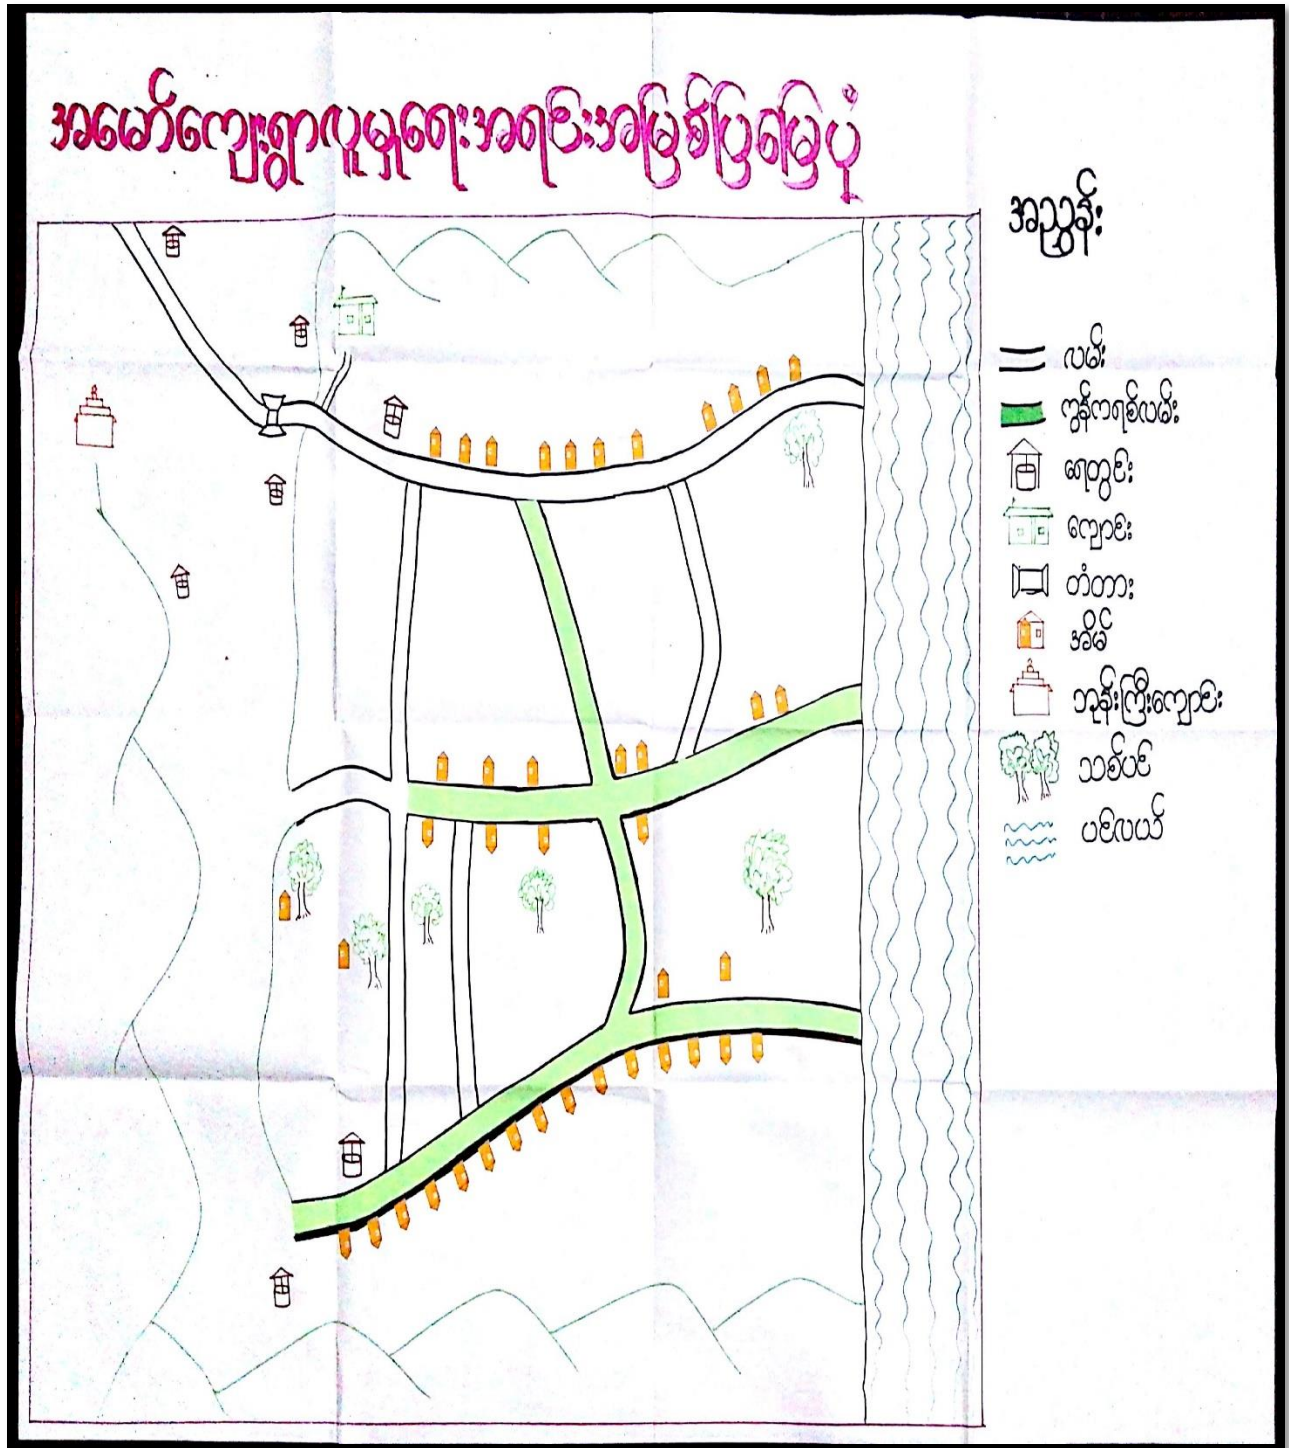 အမော်ကျေးရွာလူမှုရေးအရင်းအမြစ်ပြမြေပုံ
အညွှန်း
လမ်း
ကွန်ကရစ်လမ်း
ရေတွင်း
ကျောင်း
တံတား
အိမ်
ဘုန်းကြီးကျောင်း
သစ်ပင်
ပင်လယ်